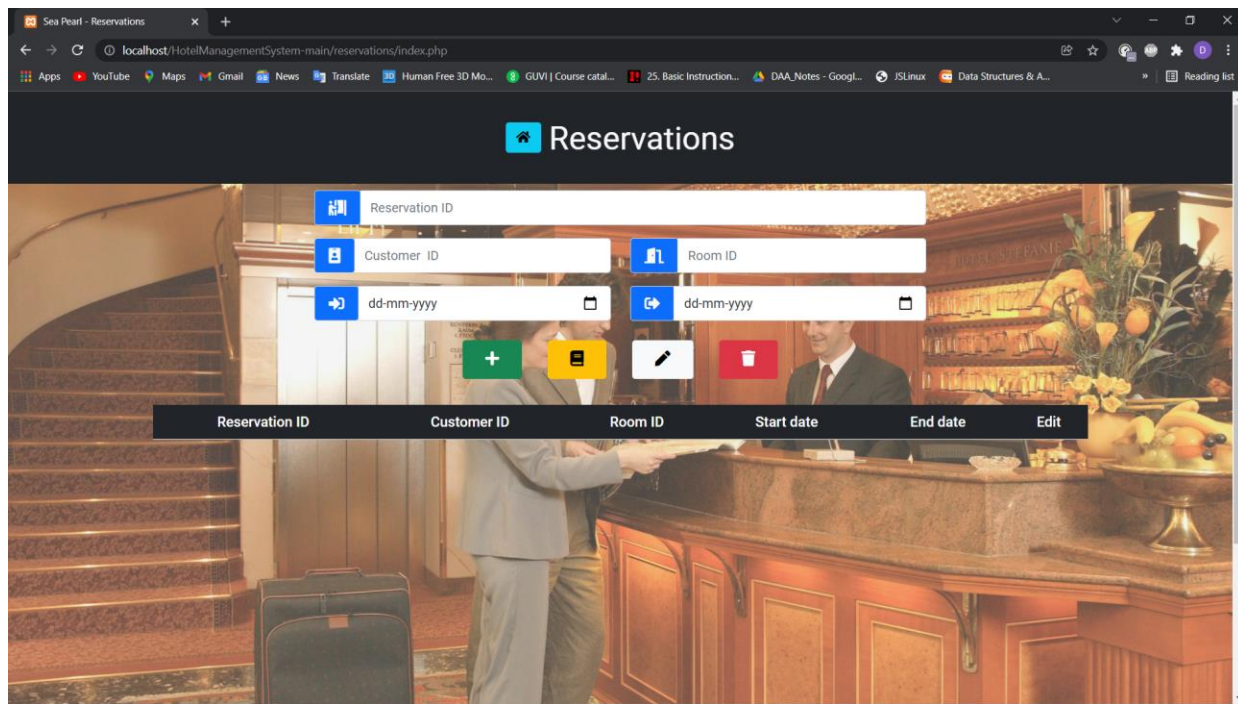 Sea Pearl - Reservations
localhost/HotelManagementSystem-main/reservations/index.php
D
Apps YouTube Maps Gmail News Translate Human Free 3D Mo... GUVI | Course catal... 25. Basic Instruction... DAA_Notes - Googl... JSLinux Data Structures & A... » Reading list
Reservations
Reservation ID
Customer ID Room ID
HOTEL STEFANIE
dd-mm-yyyy dd-mm-yyyy
Reservation ID Customer ID Room ID Start date End date Edit